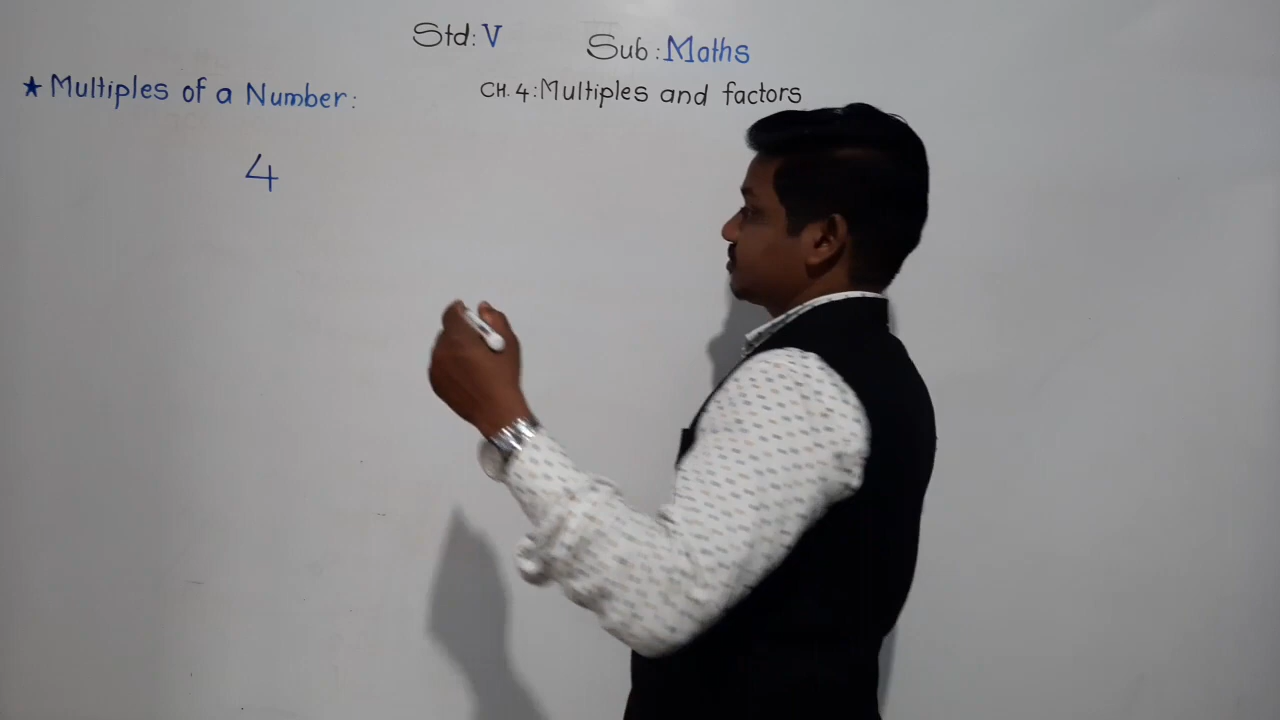 Std: V Sub: Maths
★ Multiples of a Number: CH. 4: Multiples and factors
4